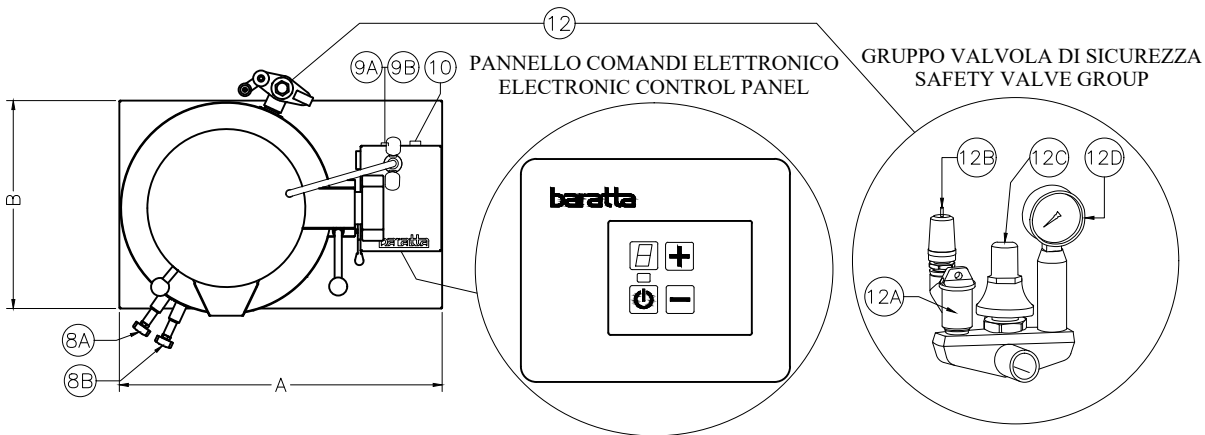 12
9A
9B
10
PANNELLO COMANDI ELETTRONICO
ELECTRONIC CONTROL PANEL
GRUPPO VALVOLA DI SICUREZZA
SAFETY VALVE GROUP
B
baratta
8A
8B
A
baratta
8
12B
12C
12D
12A